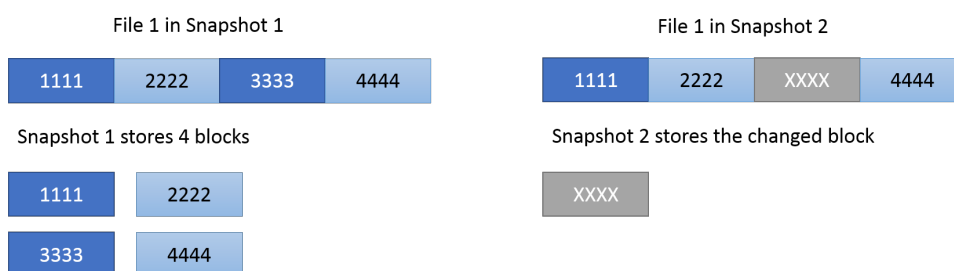 File 1 in Snapshot 1
1111 2222 3333 4444
Snapshot 1 stores 4 blocks
1111 2222
3333 4444
File 1 in Snapshot 2
1111 2222 XXXX 4444
Snapshot 2 stores the changed block
XXXX